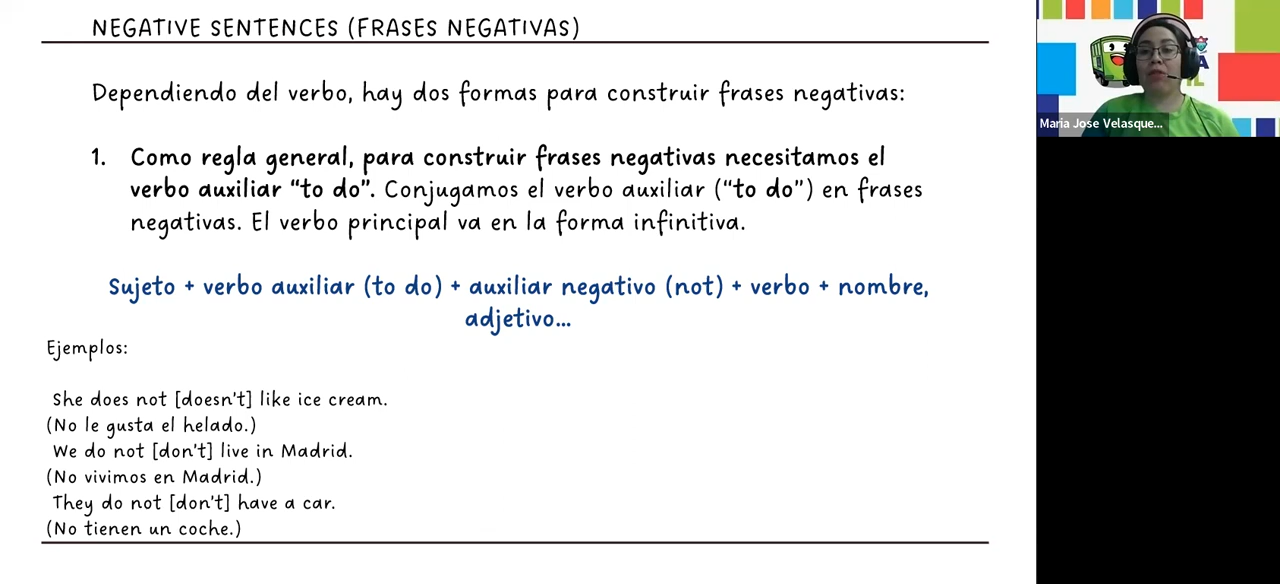 NEGATIVE SENTENCES (FRASES NEGATIVAS)
Dependiendo del verbo, hay dos formas para construir frases negativas:
1. Como regla general, para construir frases negativas necesitamos el
verbo auxiliar “to do”. Conjugamos el verbo auxiliar (“to do”) en frases
negativas. El verbo principal va en la forma infinitiva.
Sujeto + verbo auxiliar (to do) + auxiliar negativo (not) + verbo + nombre,
adjetivo...
Ejemplos:
She does not [doesn't] like ice cream.
(No le gusta el helado.)
We do not [don't] live in Madrid.
(No vivimos en Madrid.)
They do not [don't] have a car.
(No tienen un coche.)
Maria Jose Velasque...